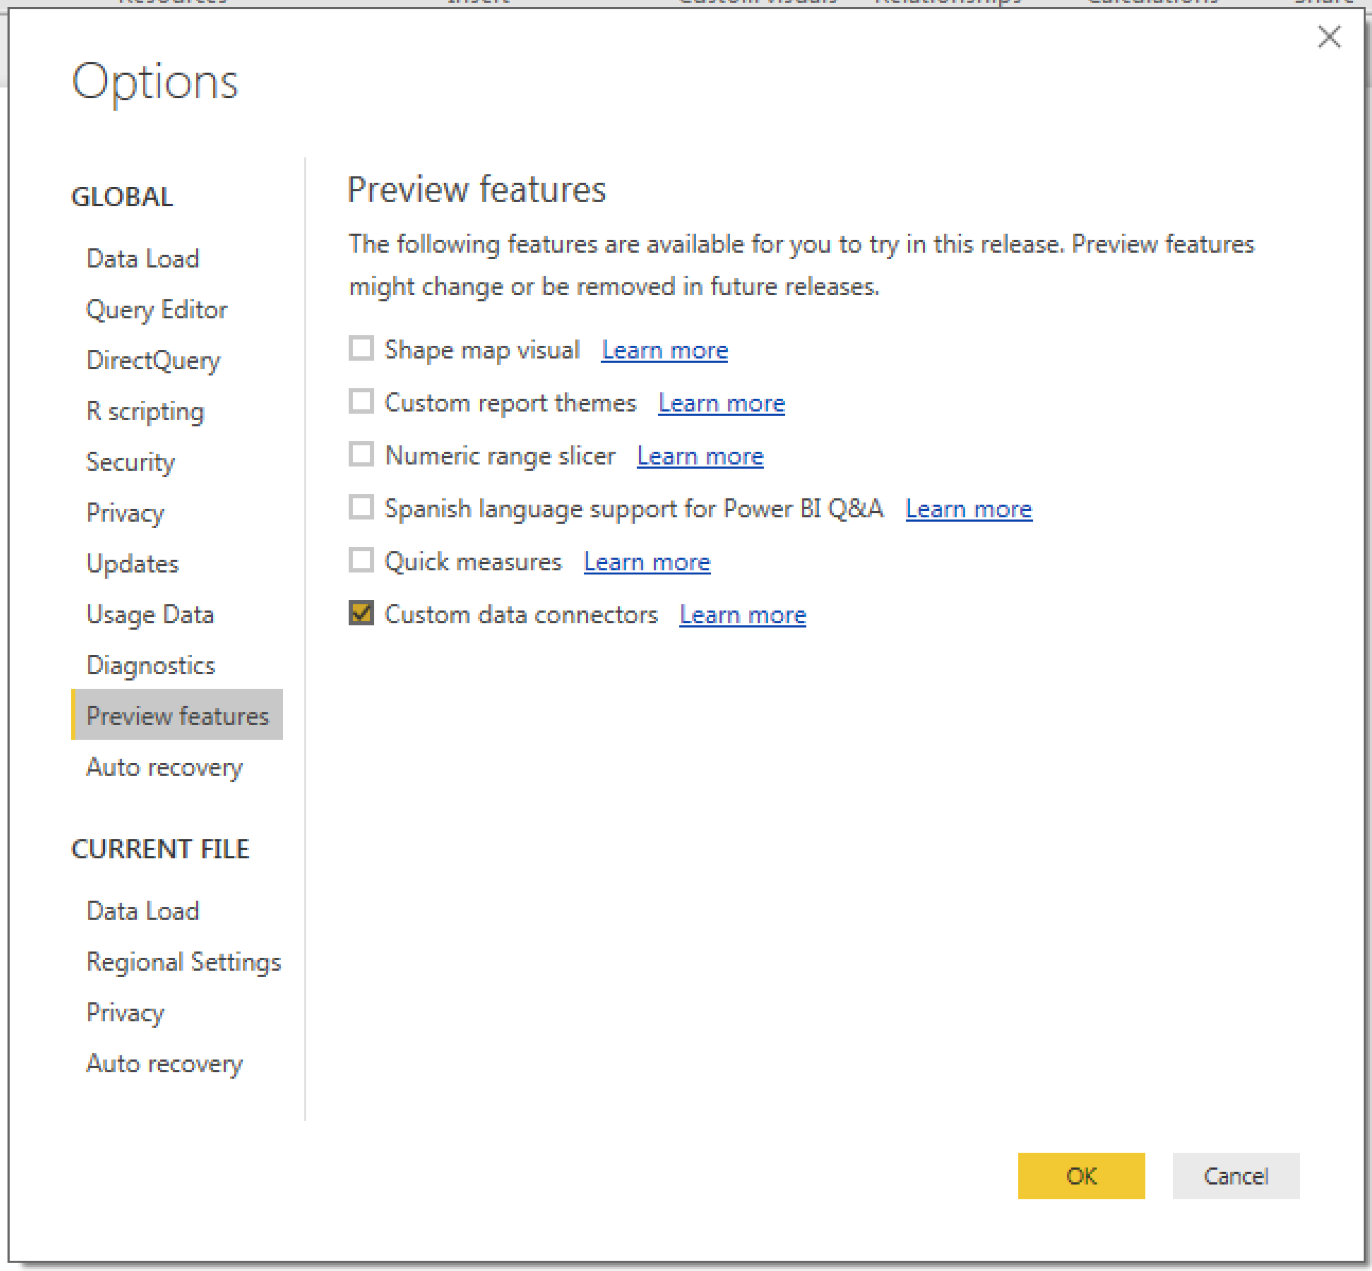 Options
GLOBAL
Data Load
Query Editor
DirectQuery
R scripting
Security
Privacy
Updates
Usage Data
Diagnostics
Preview features
Auto recovery
CURRENT FILE
Data Load
Regional Settings
Privacy
Auto recovery
Preview features
The following features are available for you to try in this release. Preview features
might change or be removed in future releases.
Shape map visual Learn more
Custom report themes Learn more
Numeric range slicer Learn more
Spanish language support for Power BI Q&A Learn more
Quick measures Learn more
Custom data connectors Learn more
OK Cancel